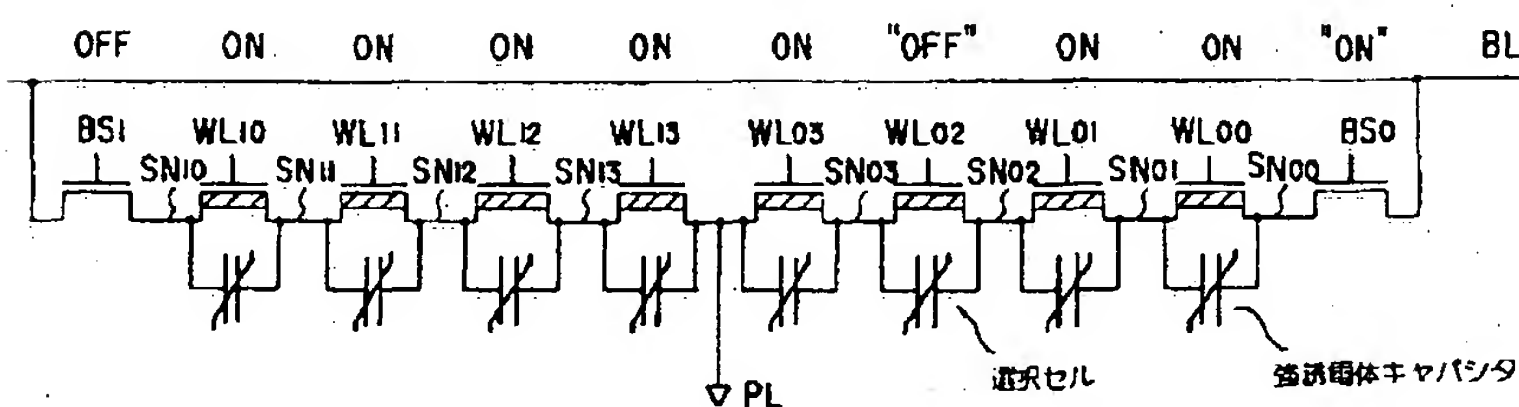 OFF ON ON ON ON ON "OFF" ON ON "ON" BL
BS1 WL10 WL11 WL12 WL13 WL03 WL02 WL01 WL00 BS0
SN10 SN11 SN12 SN13 SN03 SN02 SN01 SN00
選択セル 強誘電体キャパシタ
PL